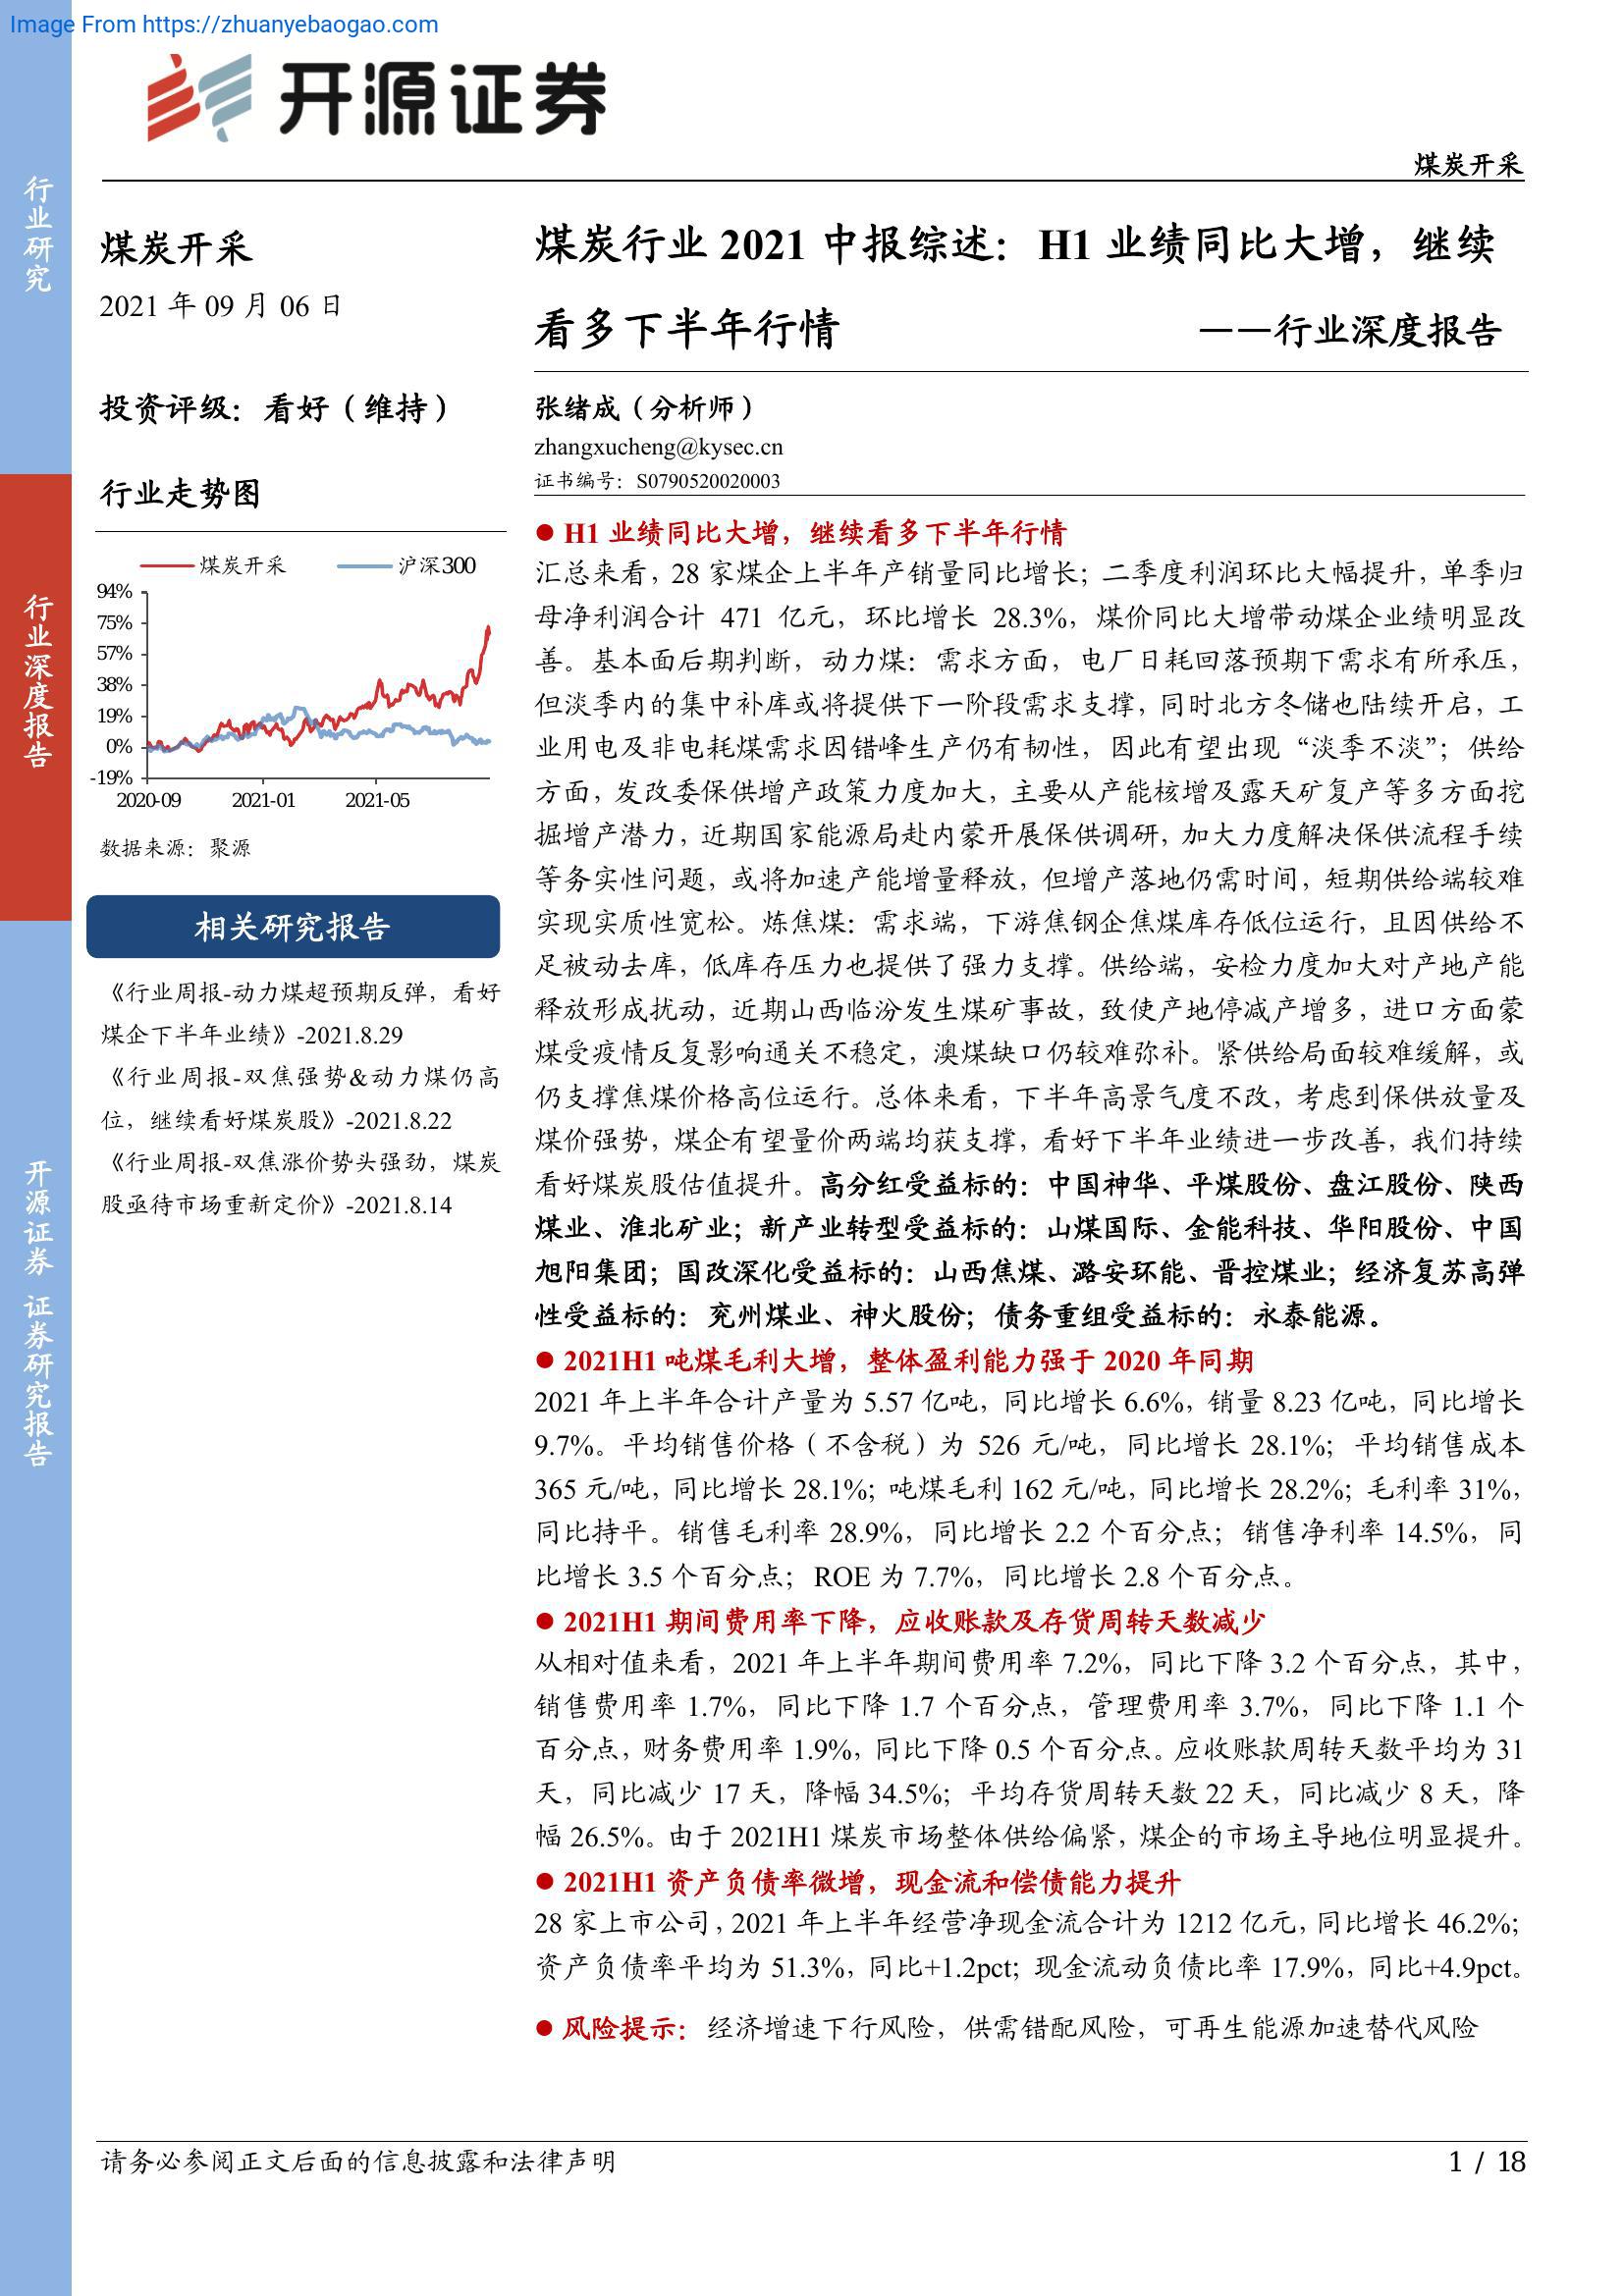 Image From https://zhuanyebaogao.com
开源证券
煤炭开采
行业研究
行业深度报告
开源证券 证券研究报告
煤炭开采
2021 年 09 月 06 日
投资评级：看好（维持）
行业走势图
煤炭开采 沪深300
94%
75%
57%
38%
19%
0%
-19%
2020-09 2021-01 2021-05
数据来源：聚源
相关研究报告
《行业周报-动力煤超预期反弹，看好
煤企下半年业绩》-2021.8.29
《行业周报-双焦强势&动力煤仍高
位，继续看好煤炭股》-2021.8.22
《行业周报-双焦涨价势头强劲，煤炭
股亟待市场重新定价》-2021.8.14
煤炭行业 2021 中报综述：H1 业绩同比大增，继续
看多下半年行情 ——行业深度报告
张绪成（分析师）
zhangxucheng@kysec.cn
证书编号：S0790520020003
● H1 业绩同比大增，继续看多下半年行情
汇总来看，28 家煤企上半年产销量同比增长；二季度利润环比大幅提升，单季归
母净利润合计 471 亿元，环比增长 28.3%，煤价同比大增带动煤企业绩明显改
善。基本面后期判断，动力煤：需求方面，电厂日耗回落预期下需求有所承压，
但淡季内的集中补库或将提供下一阶段需求支撑，同时北方冬储也陆续开启，工
业用电及非电耗煤需求因错峰生产仍有韧性，因此有望出现“淡季不淡”；供给
方面，发改委保供增产政策力度加大，主要从产能核增及露天矿复产等多方面挖
掘增产潜力，近期国家能源局赴内蒙开展保供调研，加大力度解决保供流程手续
等务实性问题，或将加速产能增量释放，但增产落地仍需时间，短期供给端较难
实现实质性宽松。炼焦煤：需求端，下游焦钢企焦煤库存低位运行，且因供给不
足被动去库，低库存压力也提供了强力支撑。供给端，安检力度加大对产地产能
释放形成扰动，近期山西临汾发生煤矿事故，致使产地停减产增多，进口方面蒙
煤受疫情反复影响通关不稳定，澳煤缺口仍较难弥补。紧供给局面较难缓解，或
仍支撑焦煤价格高位运行。总体来看，下半年高景气度不改，考虑到保供放量及
煤价强势，煤企有望量价两端均获支撑，看好下半年业绩进一步改善，我们持续
看好煤炭股估值提升。高分红受益标的：中国神华、平煤股份、盘江股份、陕西
煤业、淮北矿业；新产业转型受益标的：山煤国际、金能科技、华阳股份、中国
旭阳集团；国改深化受益标的：山西焦煤、潞安环能、晋控煤业；经济复苏高弹
性受益标的：兖州煤业、神火股份；债务重组受益标的：永泰能源。
● 2021H1 吨煤毛利大增，整体盈利能力强于 2020 年同期
2021 年上半年合计产量为 5.57 亿吨，同比增长 6.6%，销量 8.23 亿吨，同比增长
9.7%。平均销售价格（不含税）为 526 元/吨，同比增长 28.1%；平均销售成本
365 元/吨，同比增长 28.1%；吨煤毛利 162 元/吨，同比增长 28.2%；毛利率 31%，
同比持平。销售毛利率 28.9%，同比增长 2.2 个百分点；销售净利率 14.5%，同
比增长 3.5 个百分点；ROE 为 7.7%，同比增长 2.8 个百分点。
● 2021H1 期间费用率下降，应收账款及存货周转天数减少
从相对值来看，2021 年上半年期间费用率 7.2%，同比下降 3.2 个百分点，其中，
销售费用率 1.7%，同比下降 1.7 个百分点，管理费用率 3.7%，同比下降 1.1 个
百分点，财务费用率 1.9%，同比下降 0.5 个百分点。应收账款周转天数平均为 31
天，同比减少 17 天，降幅 34.5%；平均存货周转天数 22 天，同比减少 8 天，降
幅 26.5%。由于 2021H1 煤炭市场整体供给偏紧，煤企的市场主导地位明显提升。
● 2021H1 资产负债率微增，现金流和偿债能力提升
28 家上市公司，2021 年上半年经营净现金流合计为 1212 亿元，同比增长 46.2%；
资产负债率平均为 51.3%，同比+1.2pct；现金流动负债比率 17.9%，同比+4.9pct。
● 风险提示：经济增速下行风险，供需错配风险，可再生能源加速替代风险
请务必参阅正文后面的信息披露和法律声明
1 / 18